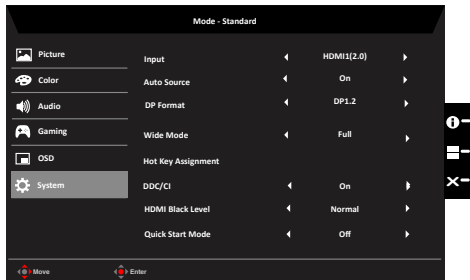 Mode - Standard
Picture
Color
Audio
Gaming
OSD
System
Input HDMI1(2.0)
Auto Source On
DP Format DP1.2
Wide Mode Full
Hot Key Assignment
DDC/CI On
HDMI Black Level Normal
Quick Start Mode Off
Move Enter